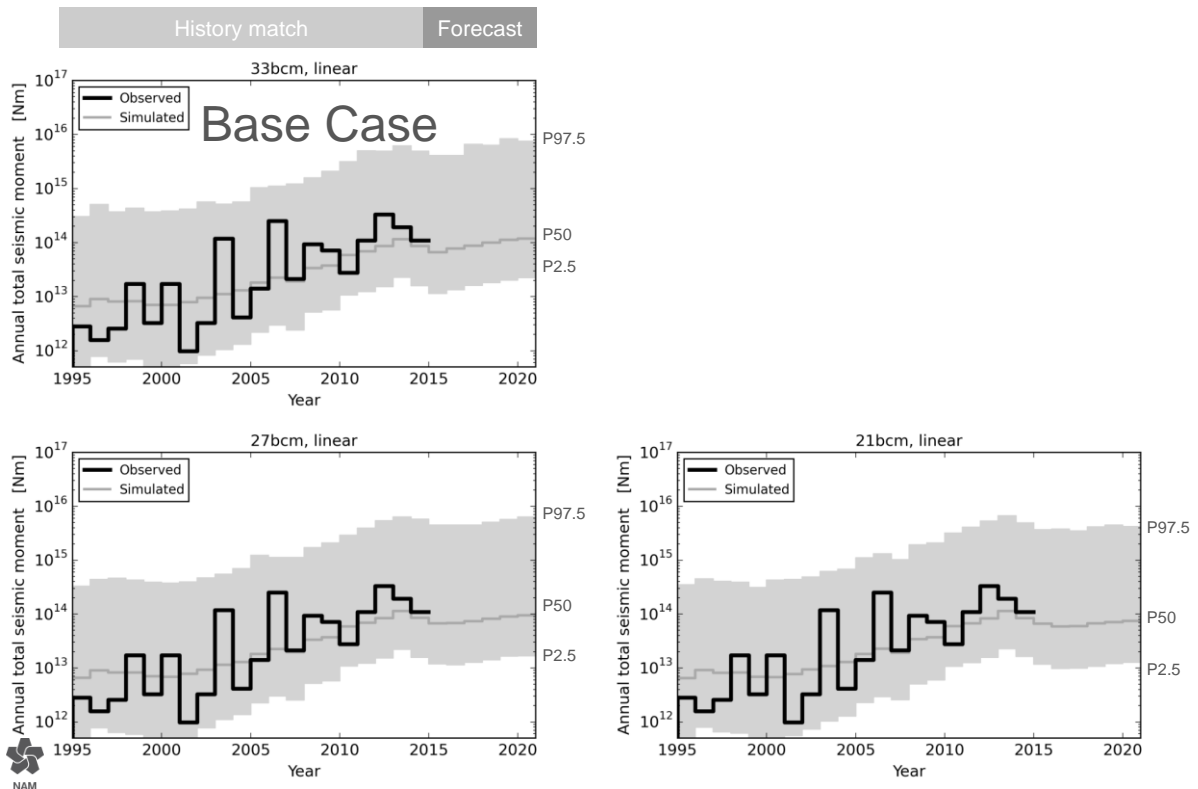 History match
Forecast
33bcm, linear
Base Case
Annual total seismic moment [Nm]
10^17
10^16
10^15
10^14
10^13
10^12
Observed
Simulated
P97.5
P50
P2.5
1995 2000 2005 2010 2015 2020
Year
27bcm, linear
Annual total seismic moment [Nm]
10^17
10^16
10^15
10^14
10^13
10^12
Observed
Simulated
P97.5
P50
P2.5
1995 2000 2005 2010 2015 2020
Year
21bcm, linear
Annual total seismic moment [Nm]
10^17
10^16
10^15
10^14
10^13
10^12
Observed
Simulated
P97.5
P50
P2.5
1995 2000 2005 2010 2015 2020
Year
NAM